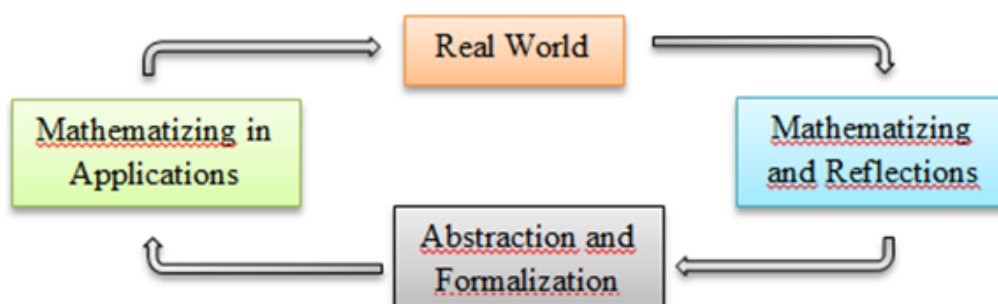 Real World
Mathematizing in
Applications
Mathematizing
and Reflections
Abstraction and
Formalization